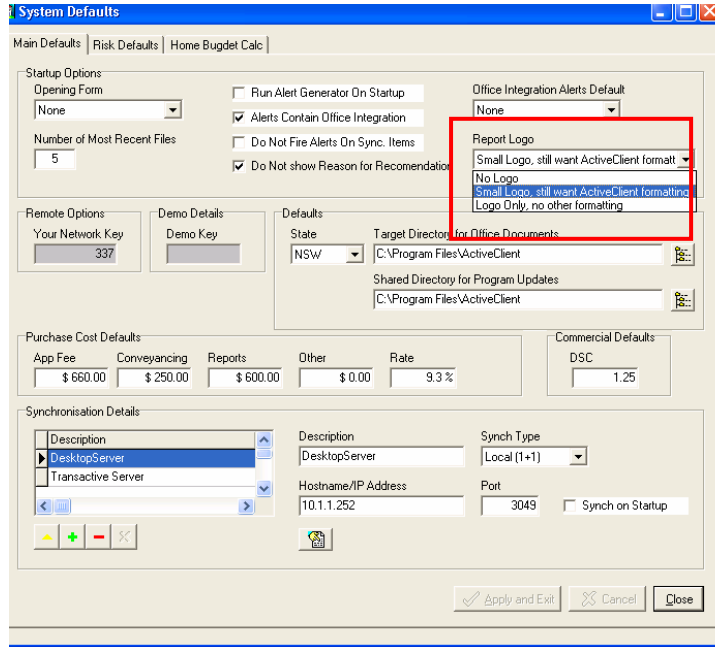 System Defaults
Main Defaults Risk Defaults Home Bugdet Calc
Startup Options
Opening Form
None
Number of Most Recent Files
5
Run Alert Generator On Startup
Alerts Contain Office Integration
Do Not Fire Alerts On Sync. Items
Do Not show Reason for Recomendation
Office Integration Alerts Default
None
Report Logo
Small Logo, still want ActiveClient formatt
No Logo
Small Logo, still want ActiveClient formatting
Logo Only, no other formatting
Remote Options
Your Network Key
337
Demo Details
Demo Key
Defaults
State
NSW
Target Directory for Office Documents
C:\Program Files\ActiveClient
Shared Directory for Program Updates
C:\Program Files\ActiveClient
Purchase Cost Defaults
App Fee Conveyancing Reports Other Rate
$ 660.00 $ 250.00 $ 600.00 $ 0.00 9.3 %
Commercial Defaults
DSC
1.25
Synchronisation Details
Description
DesktopServer
Transactive Server
Description
DesktopServer
Synch Type
Local (1+1)
Hostname/IP Address
10.1.1.252
Port
3049
Synch on Startup
Apply and Exit Cancel Close